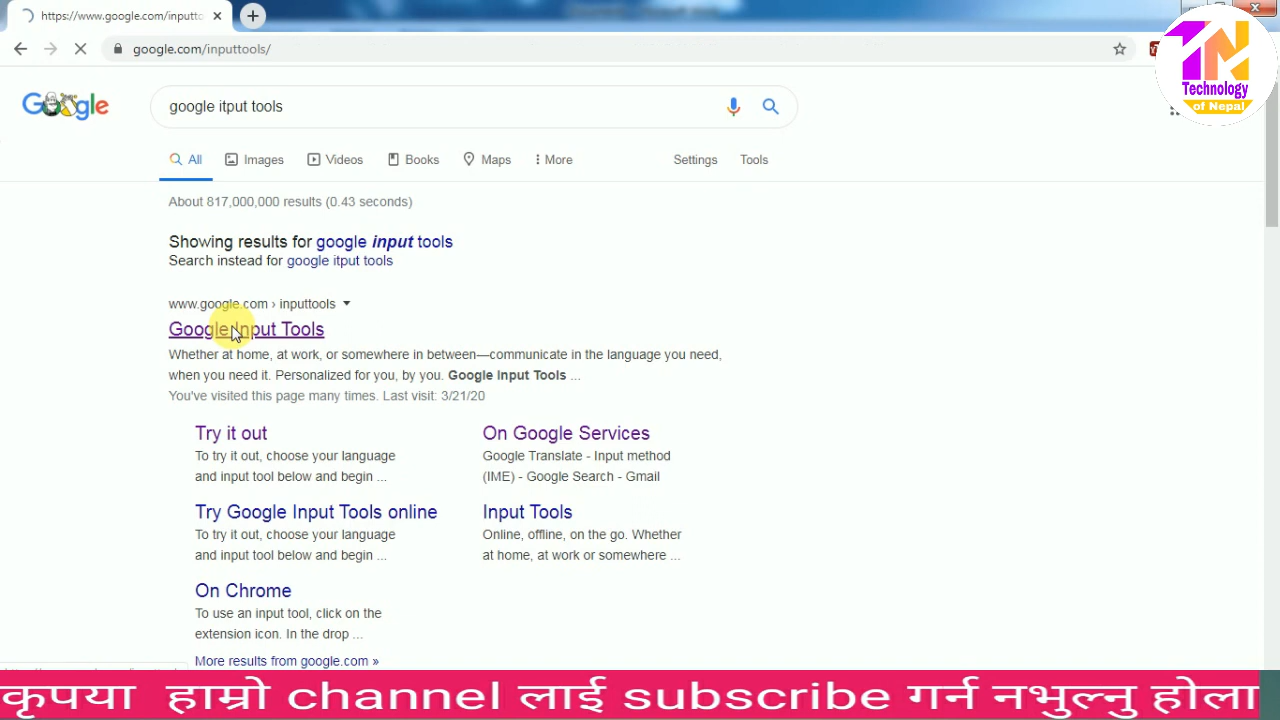 https://www.google.com/inputto
google.com/inputtools/
Technology
of Nepal
Google
google itput tools
All Images Videos Books Maps More Settings Tools
About 817,000,000 results (0.43 seconds)
Showing results for google input tools
Search instead for google itput tools
www.google.com › inputtools
Google Input Tools
Whether at home, at work, or somewhere in between—communicate in the language you need,
when you need it. Personalized for you, by you. Google Input Tools ...
You've visited this page many times. Last visit: 3/21/20
Try it out
To try it out, choose your language
and input tool below and begin ...
On Google Services
Google Translate - Input method
(IME) - Google Search - Gmail
Try Google Input Tools online
To try it out, choose your language
and input tool below and begin ...
Input Tools
Online, offline, on the go. Whether
at home, at work or somewhere ...
On Chrome
To use an input tool, click on the
extension icon. In the drop ...
More results from google.com »
कृपया हाम्रो channel लाई subscribe गर्न नभुल्नु होला